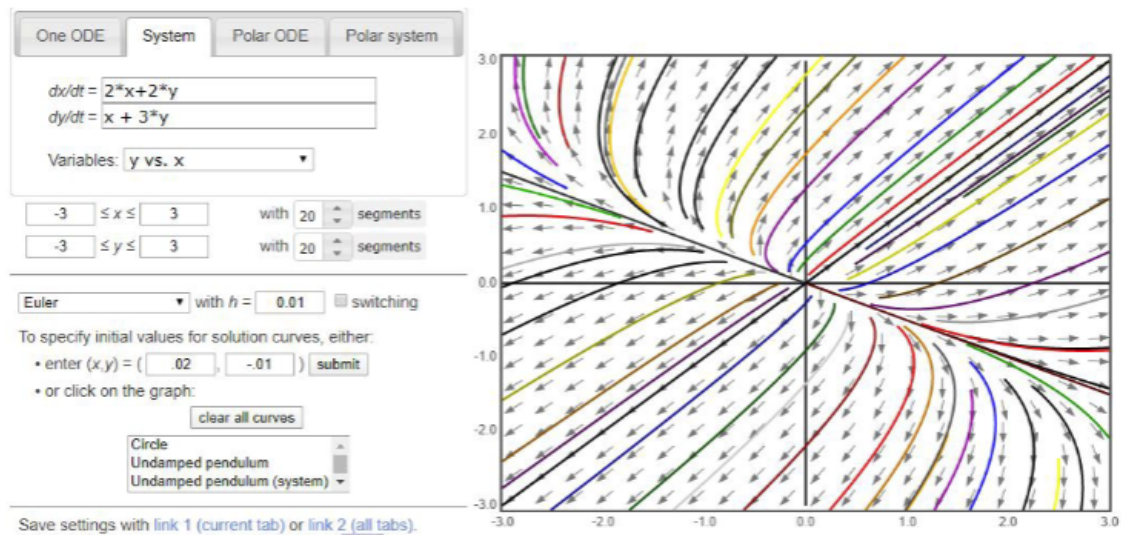 One ODE System Polar ODE Polar system
dx/dt = 2*x+2*y
dy/dt = x + 3*y
Variables: y vs. x
-3 ≤ x ≤ 3 with 20 segments
-3 ≤ y ≤ 3 with 20 segments
Euler with h = 0.01 switching
To specify initial values for solution curves, either:
• enter (x,y) = ( .02 , -.01 ) submit
• or click on the graph:
clear all curves
Circle
Undamped pendulum
Undamped pendulum (system)
Save settings with link 1 (current tab) or link 2 (all tabs).
3.0
2.0
1.0
0.0
-1.0
-2.0
-3.0
-3.0 -2.0 -1.0 0.0 1.0 2.0 3.0